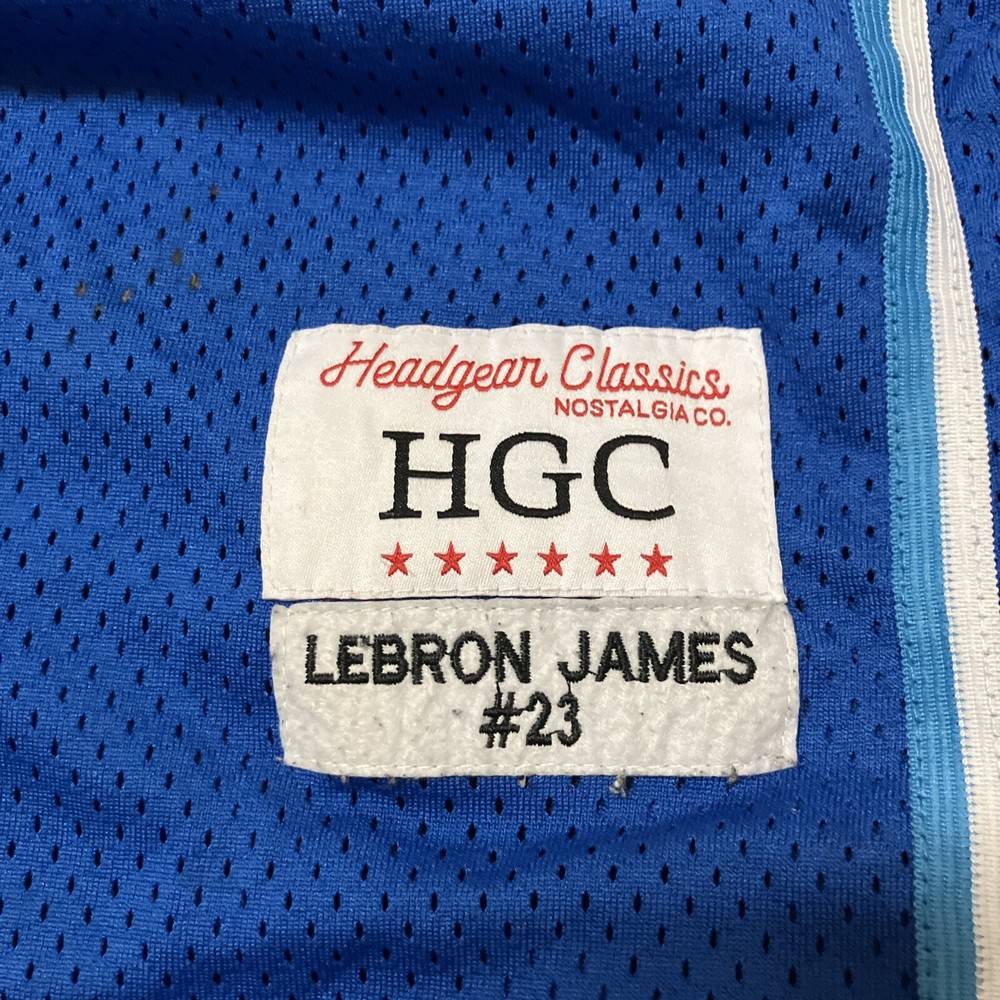 Headgear Classics
NOSTALGIA CO.
HGC
LEBRON JAMES
#23